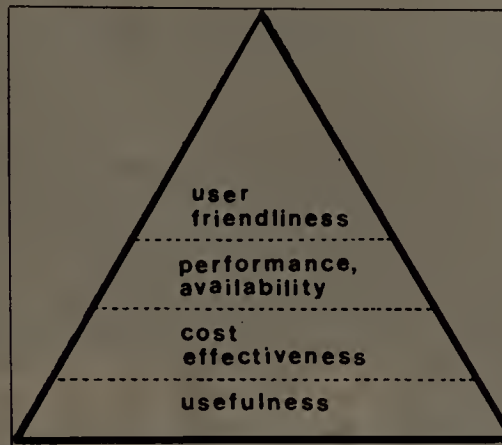 user
friendliness
performance,
availability
cost
effectiveness
usefulness